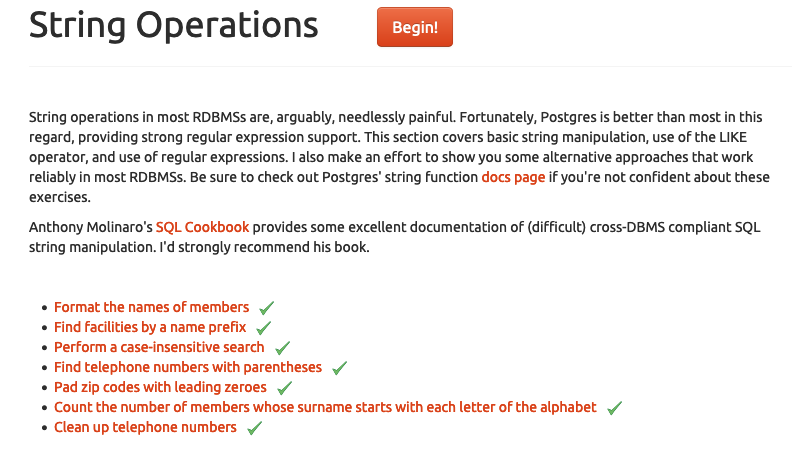 String Operations
Begin!
String operations in most RDBMSs are, arguably, needlessly painful. Fortunately, Postgres is better than most in this
regard, providing strong regular expression support. This section covers basic string manipulation, use of the LIKE
operator, and use of regular expressions. I also make an effort to show you some alternative approaches that work
reliably in most RDBMSs. Be sure to check out Postgres' string function docs page if you're not confident about these
exercises.
Anthony Molinaro's SQL Cookbook provides some excellent documentation of (difficult) cross-DBMS compliant SQL
string manipulation. I'd strongly recommend his book.
Format the names of members
Find facilities by a name prefix
Perform a case-insensitive search
Find telephone numbers with parentheses
Pad zip codes with leading zeroes
Count the number of members whose surname starts with each letter of the alphabet
Clean up telephone numbers